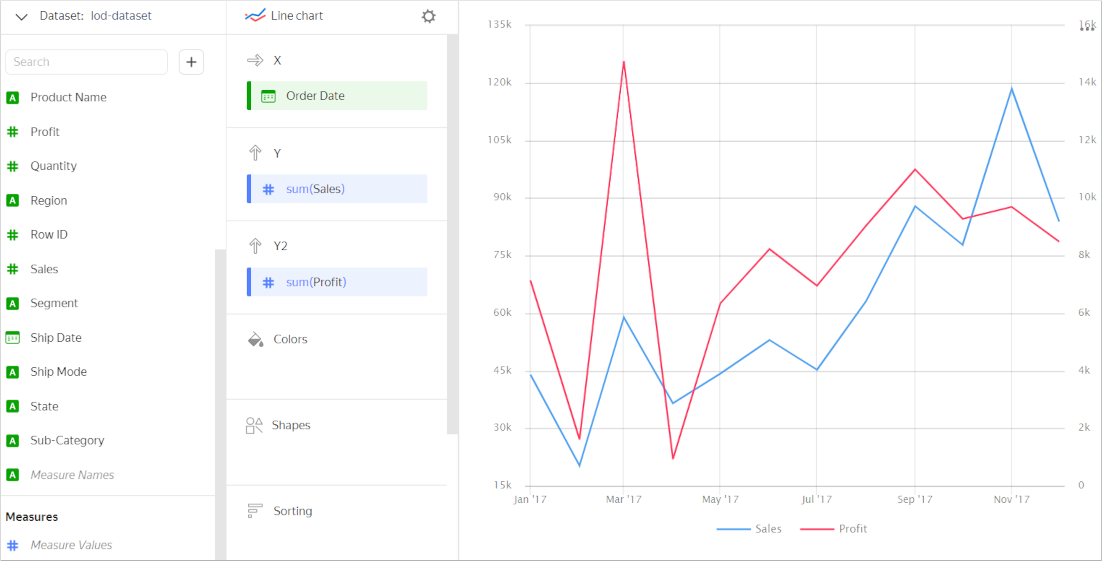 Dataset: lod-dataset
Search
+
Product Name
Profit
Quantity
Region
Row ID
Sales
Segment
Ship Date
Ship Mode
State
Sub-Category
Measure Names
Measures
Measure Values
Line chart
X
Order Date
Y
sum(Sales)
Y2
sum(Profit)
Colors
Shapes
Sorting
135k
120k
105k
90k
75k
60k
45k
30k
15k
16k
14k
12k
10k
8k
6k
4k
2k
0
Jan '17 Mar '17 May '17 Jul '17 Sep '17 Nov '17
Sales Profit